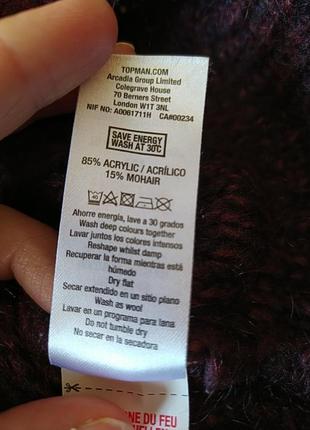 TOPMAN.COM
Arcadia Group Limited
Colegrave House
70 Berners Street
London W1T 3NL
NIF NO: A0061711H CA#00234
SAVE ENERGY
WASH AT 30°C
85% ACRYLIC / ACRÍLICO
15% MOHAIR
40
Ahorre energía, lave a 30 grados
Wash deep colours together
Lavar juntos los colores intensos
Reshape whilst damp
Recuperar la forma mientras está
húmedo
Dry flat
Secar extendido en un sitio plano
Wash as wool
Lavar en un programa para lana
Do not tumble dry
No secar en la secadora
NE DU FEU